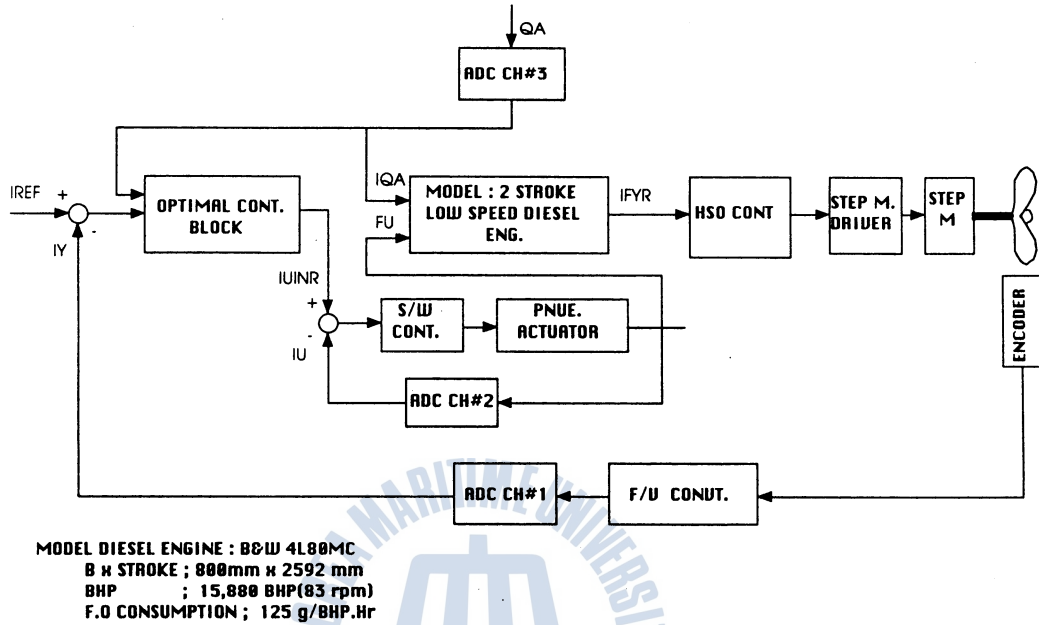 QA
ADC CH#3
IREF
+
-
IY
OPTIMAL CONT.
BLOCK
IQA
FU
MODEL : 2 STROKE
LOW SPEED DIESEL
ENG.
IFYR
HSO CONT
STEP M.
DRIVER
STEP
M
IUINR
+
-
IU
S/W
CONT.
PNUE.
ACTUATOR
ENCODER
ADC CH#2
ADC CH#1
F/V CONVT.
MARITIME UNIVERSI
MODEL DIESEL ENGINE : B&W 4L80MC
B x STROKE ; 800mm x 2592 mm
BHP ; 15,880 BHP(83 rpm)
F.O CONSUMPTION ; 125 g/BHP.Hr